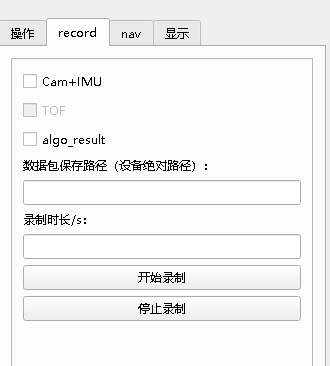 操作 record nav 显示
Cam+IMU
TOF
algo_result
数据包保存路径（设备绝对路径）：
录制时长/s：
开始录制
停止录制